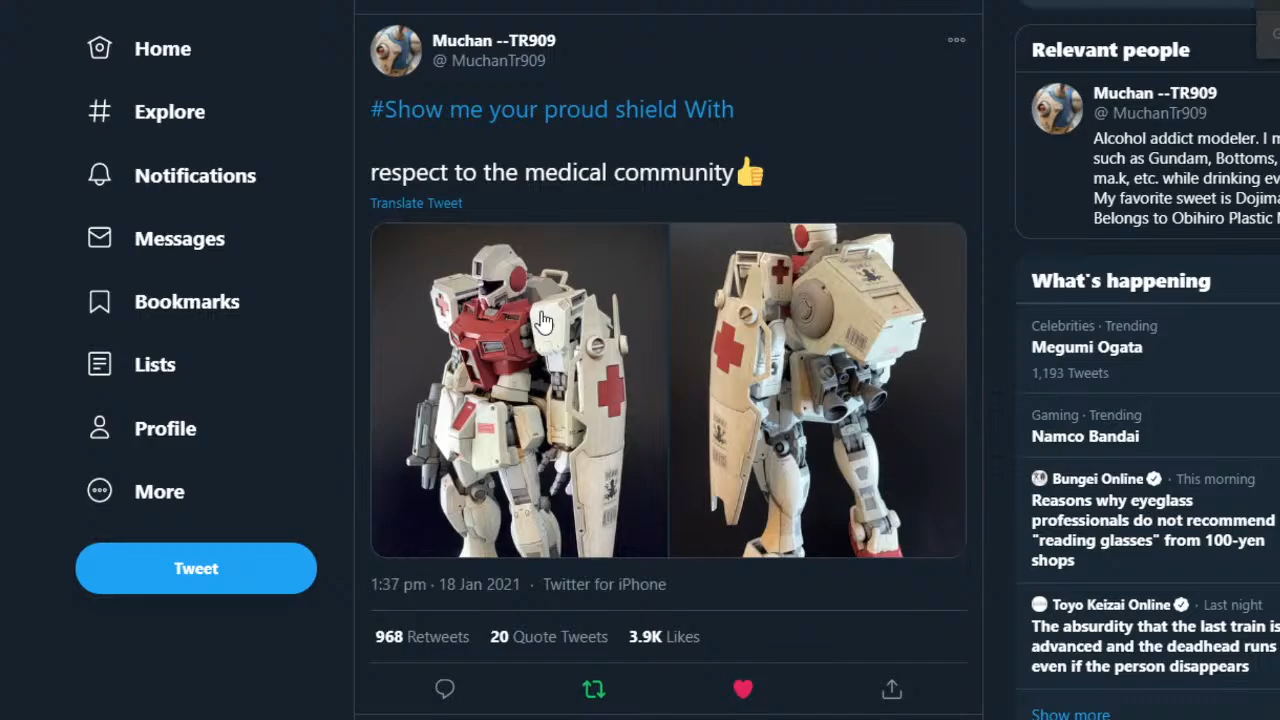 Home
Explore
Notifications
Messages
Bookmarks
Lists
Profile
More
Tweet
Muchan --TR909
@ MuchanTr909
#Show me your proud shield With
respect to the medical community👍
Translate Tweet
1:37 pm · 18 Jan 2021 · Twitter for iPhone
968 Retweets 20 Quote Tweets 3.9K Likes
Relevant people
Muchan --TR909
@ MuchanTr909
Alcohol addict modeler. I m
such as Gundam, Bottoms,
ma.k, etc. while drinking ev
My favorite sweet is Dojima
Belongs to Obihiro Plastic M
What's happening
Celebrities · Trending
Megumi Ogata
1,193 Tweets
Gaming · Trending
Namco Bandai
Bungei Online · This morning
Reasons why eyeglass
professionals do not recommend
"reading glasses" from 100-yen
shops
Toyo Keizai Online · Last night
The absurdity that the last train is
advanced and the deadhead runs
even if the person disappears
Show more